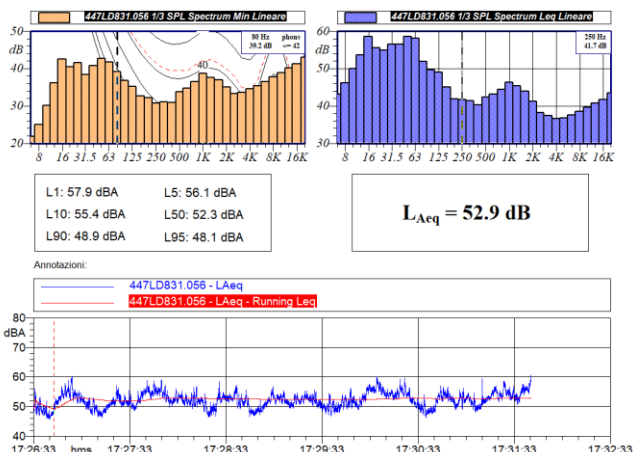 447LD831.056 1/3 SPL Spectrum Min Lineare
447LD831.056 1/3 SPL Spectrum Leq Lineare
50
dB
40
30
20
80 Hz phons
39.2 dB <= 42
40
8 16 31.5 63 125 250 500 1K 2K 4K 8K 16K
60
dB
50
40
30
250 Hz
41.7 dB
8 16 31.5 63 125 250 500 1K 2K 4K 8K 16K
L1: 57.9 dBA L5: 56.1 dBA
L10: 55.4 dBA L50: 52.3 dBA
L90: 48.9 dBA L95: 48.1 dBA
LAeq = 52.9 dB
Annotazioni:
447LD831.056 - LAeq
447LD831.056 - LAeq - Running Leq
80
dBA
70
60
50
40
17:26:33 hms 17:27:33 17:28:33 17:29:33 17:30:33 17:31:33 17:32:33